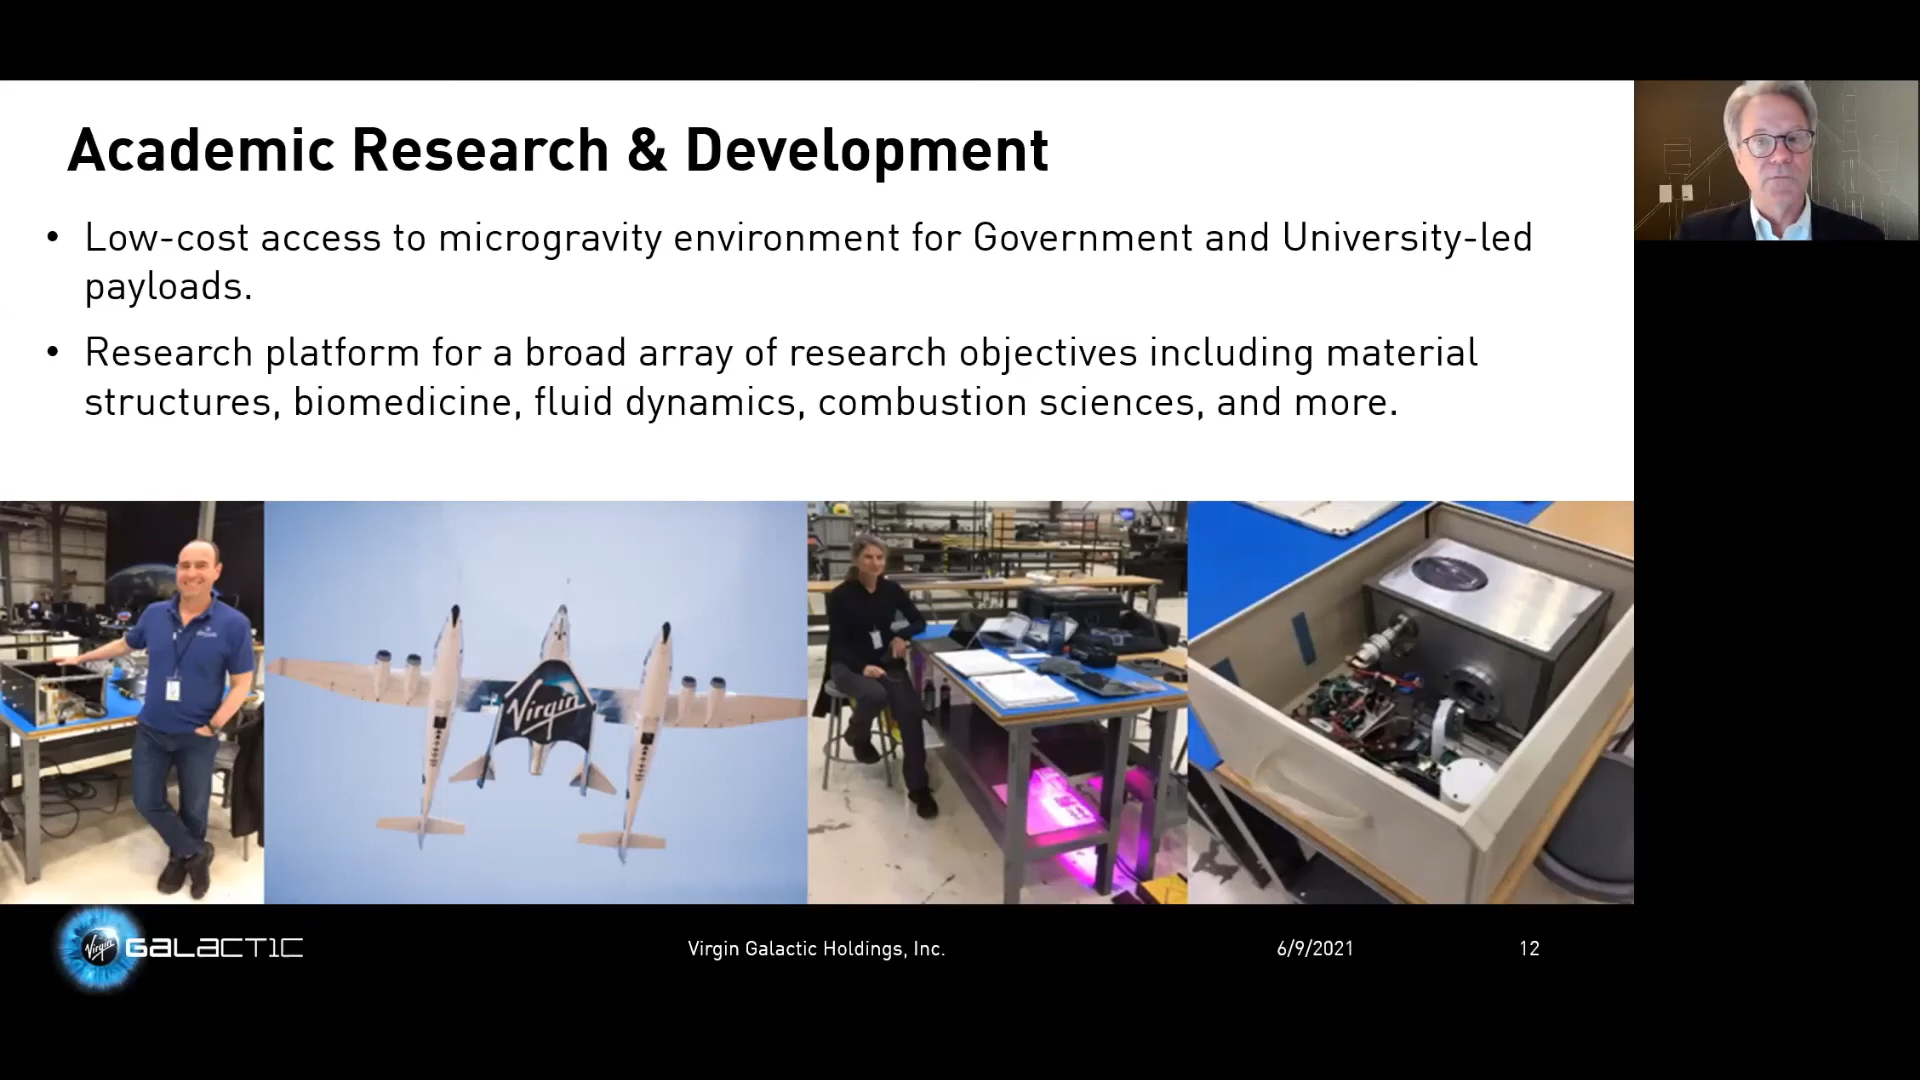 Academic Research & Development
• Low-cost access to microgravity environment for Government and University-led
payloads.
• Research platform for a broad array of research objectives including material
structures, biomedicine, fluid dynamics, combustion sciences, and more.
Virgin
Virgin GALACTIC
Virgin Galactic Holdings, Inc.
6/9/2021
12